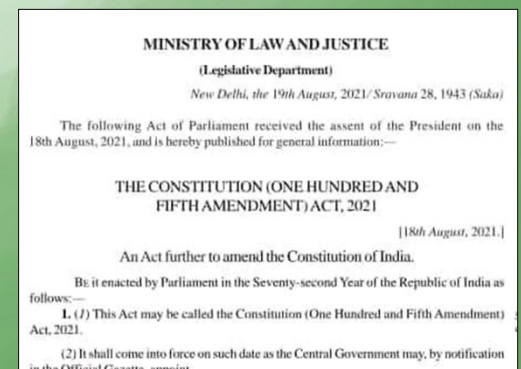 MINISTRY OF LAW AND JUSTICE
(Legislative Department)
New Delhi, the 19th August, 2021/Sravana 28, 1943 (Saka)
The following Act of Parliament received the assent of the President on the
18th August, 2021, and is hereby published for general information:—
THE CONSTITUTION (ONE HUNDRED AND
FIFTH AMENDMENT) ACT, 2021
[18th August, 2021.]
An Act further to amend the Constitution of India.
BE it enacted by Parliament in the Seventy-second Year of the Republic of India as
follows:—
1. (1) This Act may be called the Constitution (One Hundred and Fifth Amendment)
Act, 2021.
(2) It shall come into force on such date as the Central Government may, by notification
in the Official Gazette, appoint.